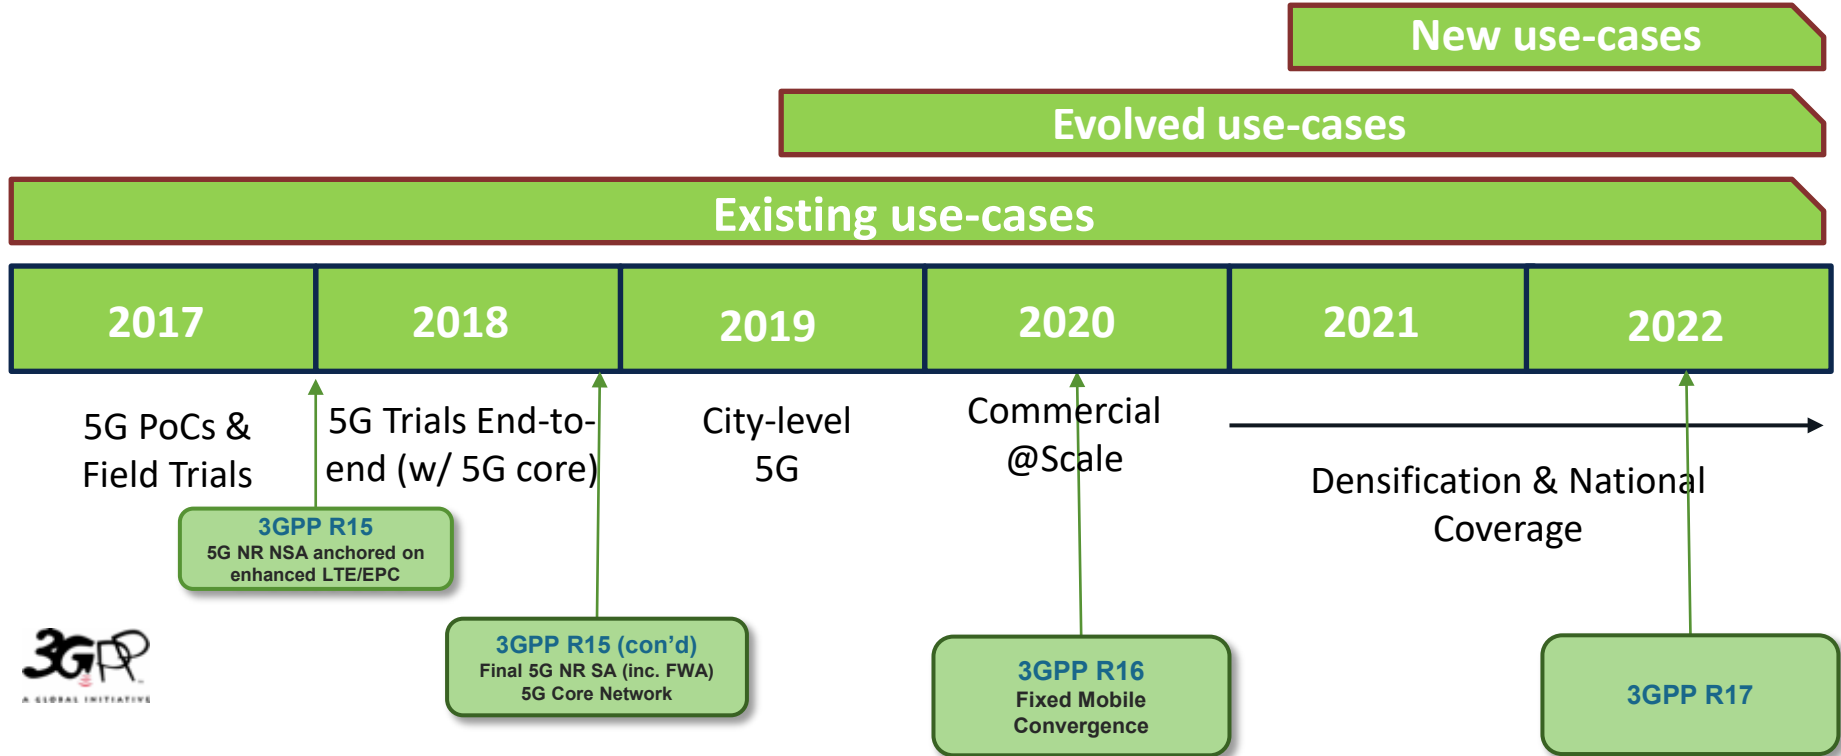 New use-cases
Evolved use-cases
Existing use-cases
2017
2018
2019
2020
2021
2022
5G PoCs &
Field Trials
5G Trials End-to-
end (w/ 5G core)
City-level
5G
Commercial
@Scale
Densification & National
Coverage
3GPP R15
5G NR NSA anchored on
enhanced LTE/EPC
3GPP R15 (con’d)
Final 5G NR SA (inc. FWA)
5G Core Network
3GPP R16
Fixed Mobile
Convergence
3GPP R17
3GPP
A GLOBAL INITIATIVE